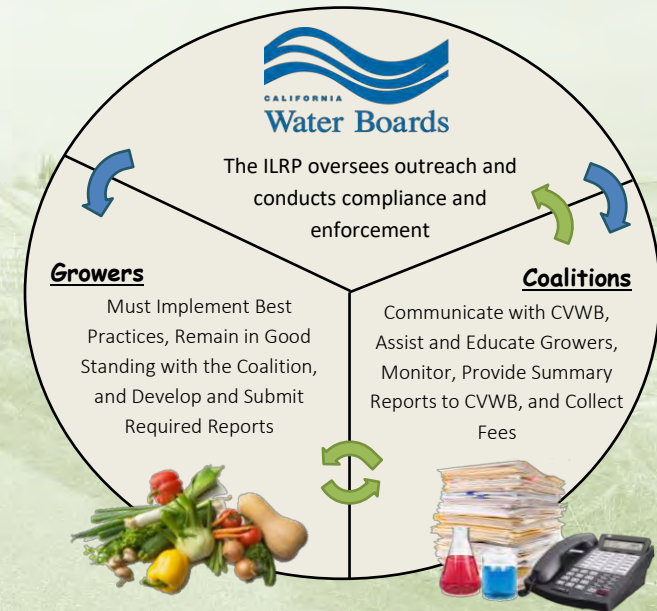 CALIFORNIA
Water Boards
The ILRP oversees outreach and
conducts compliance and
enforcement
Growers
Must Implement Best
Practices, Remain in Good
Standing with the Coalition,
and Develop and Submit
Required Reports
Coalitions
Communicate with CVWB,
Assist and Educate Growers,
Monitor, Provide Summary
Reports to CVWB, and Collect
Fees